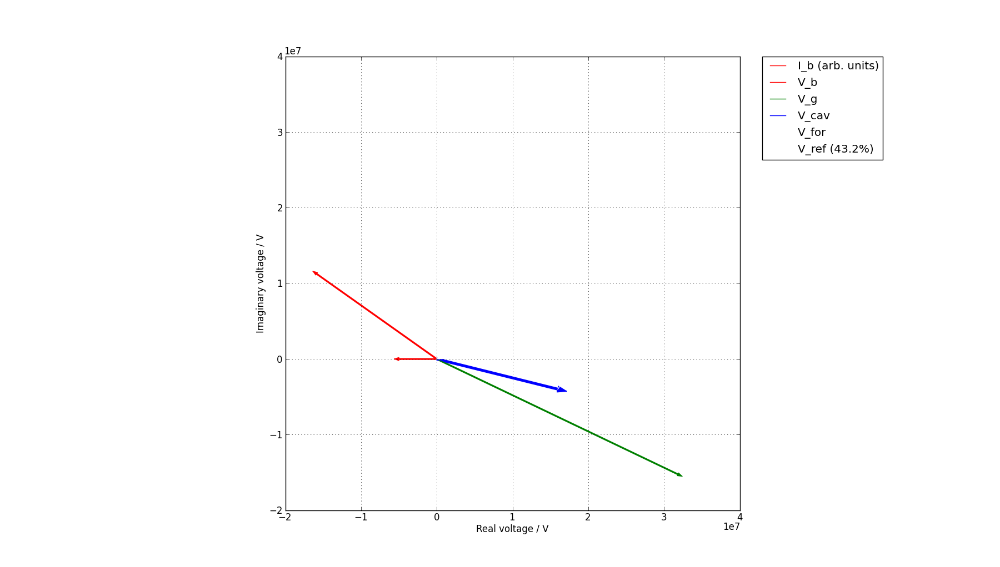 1e7
4
3
2
1
0
−1
−2
Imaginary voltage / V
−2
−1
0
1
2
3
4
1e7
Real voltage / V
I_b (arb. units)
V_b
V_g
V_cav
V_for
V_ref (43.2%)